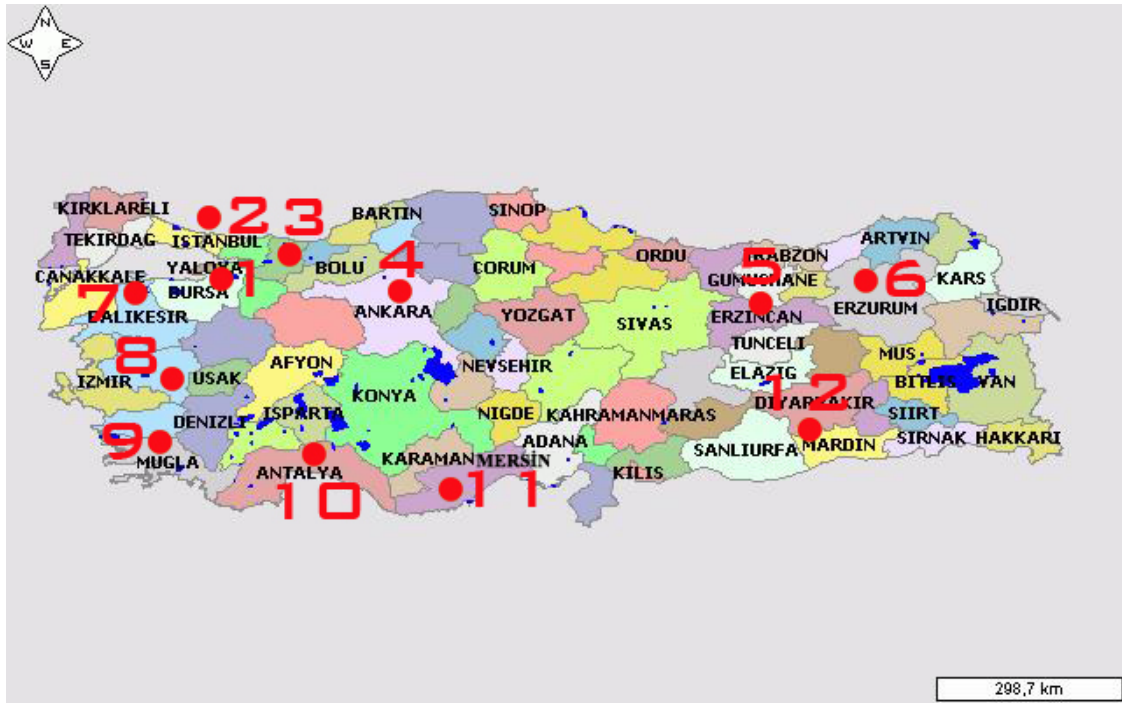 N
W E
S
KIRKLARELI
BARTIN
SINOP
2
3
TEKIRDAG
ISTANBUL
ARTVIN
YALOVA
BOLU
4
CORUM
ORDU
TRABZON
5
CANAKKALE
1
GUMUSHANE
6
KARS
7
BURSA
BALIKESIR
ANKARA
YOZGAT
SIVAS
ERZINCAN
ERZURUM
IGDIR
TUNCELI
8
AFYON
NEVSEHIR
ELAZIG
MUS
IZMIR
USAK
KONYA
BITLIS
VAN
12
DIYARBAKIR
ISPARTA
NIGDE
KAHRAMANMARAS
SIIRT
DENIZLI
9
ADANA
SANLIURFA
MARDIN
SIRNAK
HAKKARI
MUGLA
KARAMAN
MERSİN
ANTALYA
KİLİS
10
11
298,7 km